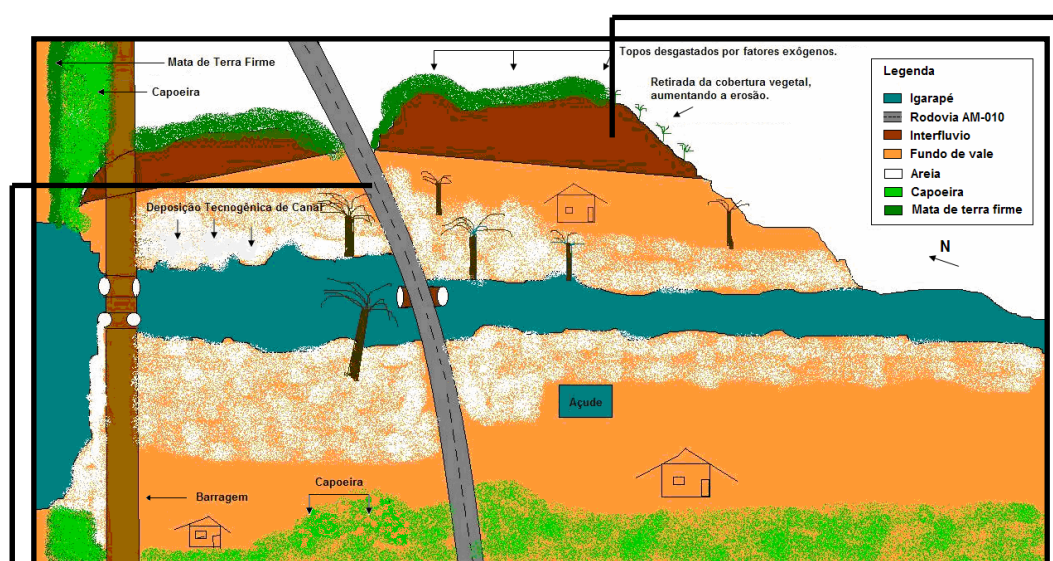 Topos desgastados por fatores exógenos.
Mata de Terra Firme
Capoeira
Retirada da cobertura vegetal,
aumentando a erosão.
Legenda
Igarapé
Rodovia AM-010
Interfluvio
Fundo de vale
Areia
Capoeira
Mata de terra firme
Deposição Tecnogênica de Canal
N
Açude
Capoeira
Barragem